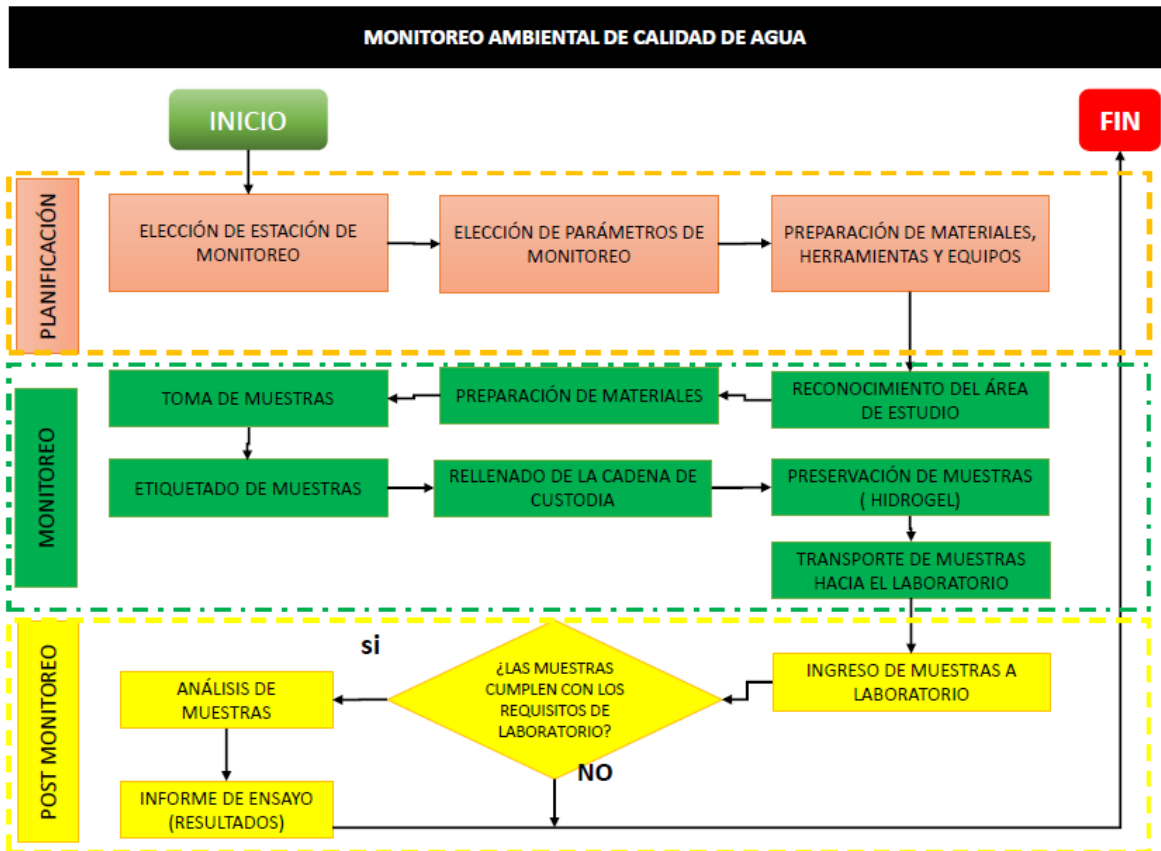 MONITOREO AMBIENTAL DE CALIDAD DE AGUA
INICIO
FIN
PLANIFICACIÓN
ELECCIÓN DE ESTACIÓN DE
MONITOREO
ELECCIÓN DE PARÁMETROS DE
MONITOREO
PREPARACIÓN DE MATERIALES,
HERRAMIENTAS Y EQUIPOS
MONITOREO
RECONOCIMIENTO DEL ÁREA
DE ESTUDIO
PREPARACIÓN DE MATERIALES
TOMA DE MUESTRAS
ETIQUETADO DE MUESTRAS
RELLENADO DE LA CADENA DE
CUSTODIA
PRESERVACIÓN DE MUESTRAS
( HIDROGEL)
TRANSPORTE DE MUESTRAS
HACIA EL LABORATORIO
POST MONITOREO
INGRESO DE MUESTRAS A
LABORATORIO
¿LAS MUESTRAS
CUMPLEN CON LOS
REQUISITOS DE
LABORATORIO?
si
NO
ANÁLISIS DE
MUESTRAS
INFORME DE ENSAYO
(RESULTADOS)